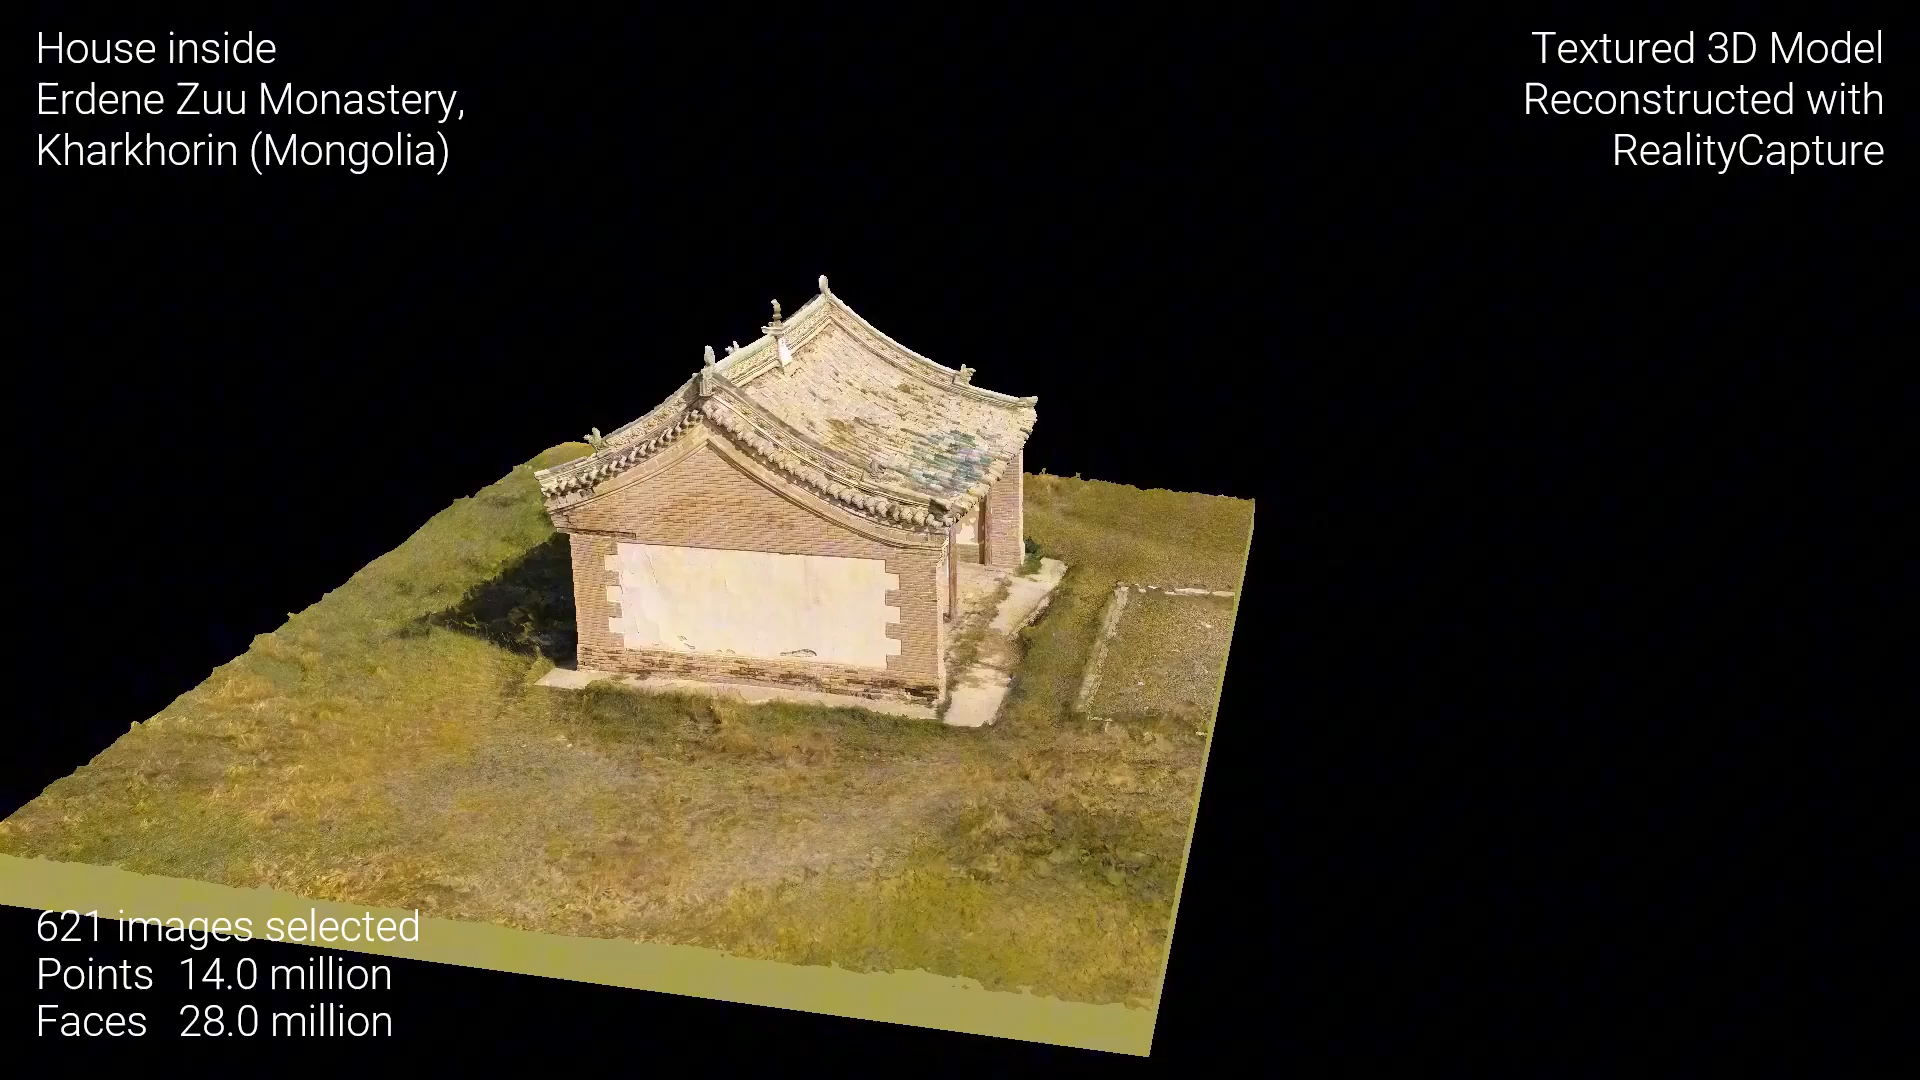 House inside
Erdene Zuu Monastery,
Kharkhorin (Mongolia)
Textured 3D Model
Reconstructed with
RealityCapture
621 images selected
Points 14.0 million
Faces 28.0 million